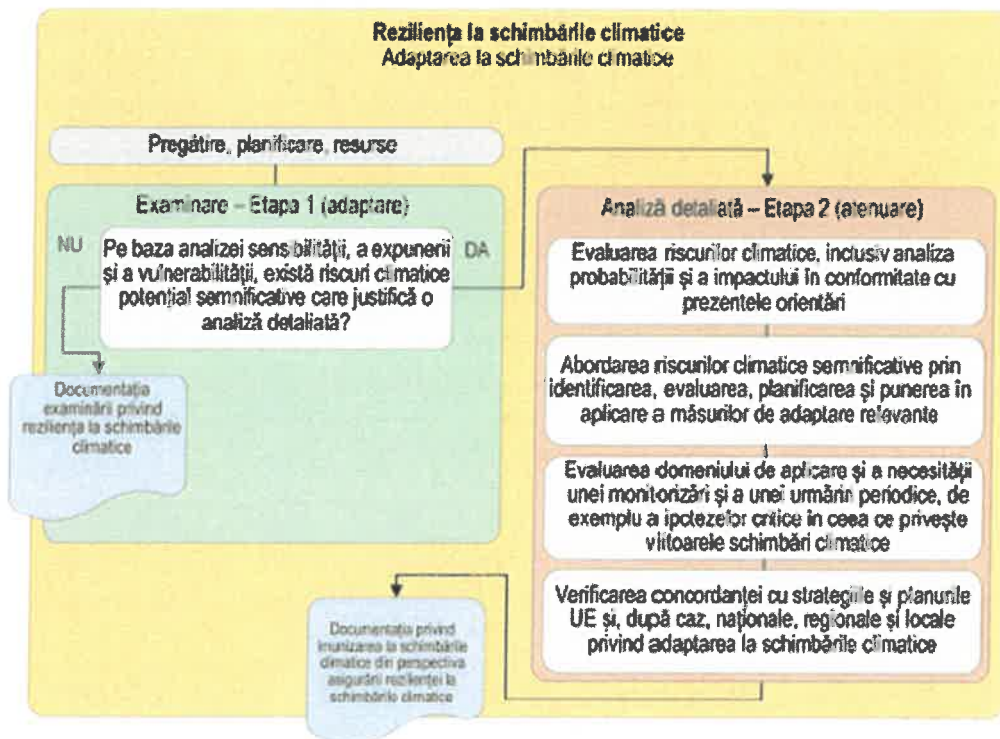 Reziliența la schimbările climatice
Adaptarea la schimbările climatice
Pregătire, planificare, resurse
Examinare – Etapa 1 (adaptare)
NU
Pe baza analizei sensibilității, a expunerii
și a vulnerabilității, există riscuri climatice
potențial semnificative care justifică o
analiză detaliată?
DA
Documentația
examinării privind
reziliența la schimbările
climatice
Analiză detaliată – Etapa 2 (atenuare)
Evaluarea riscurilor climatice, inclusiv analiza
probabilității și a impactului în conformitate cu
prezentele orientări
Abordarea riscurilor climatice semnificative prin
identificarea, evaluarea, planificarea și punerea în
aplicare a măsurilor de adaptare relevante
Evaluarea domeniului de aplicare și a necesității
unei monitorizări și a unei urmăriri periodice, de
exemplu a ipotezelor critice în ceea ce privește
viitoarele schimbări climatice
Verificarea concordanței cu strategiile și planurile
UE și, după caz, naționale, regionale și locale
privind adaptarea la schimbările climatice
Documentația privind
imunizarea la schimbările
climatice din perspectiva
asigurării rezilienței la
schimbările climatice